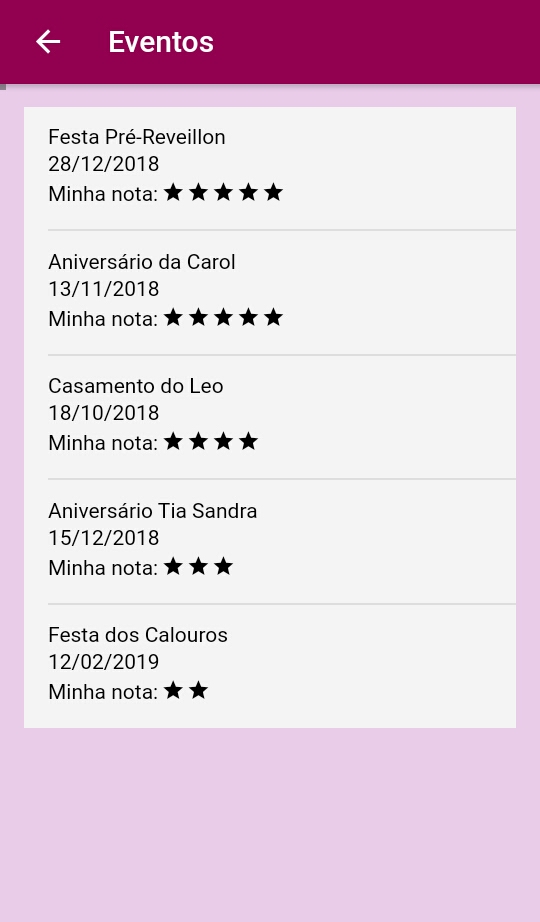 Eventos
Festa Pré-Reveillon
28/12/2018
Minha nota: ★★★★★
Aniversário da Carol
13/11/2018
Minha nota: ★★★★★
Casamento do Leo
18/10/2018
Minha nota: ★★★★
Aniversário Tia Sandra
15/12/2018
Minha nota: ★★★
Festa dos Calouros
12/02/2019
Minha nota: ★★